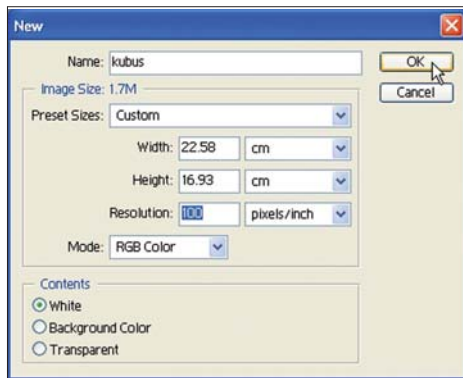 New
Name: kubus
OK
Image Size: 1.7M
Cancel
Preset Sizes: Custom
Width: 22.58 cm
Height: 16.93 cm
Resolution: 100 pixels/inch
Mode: RGB Color
Contents
White
Background Color
Transparent